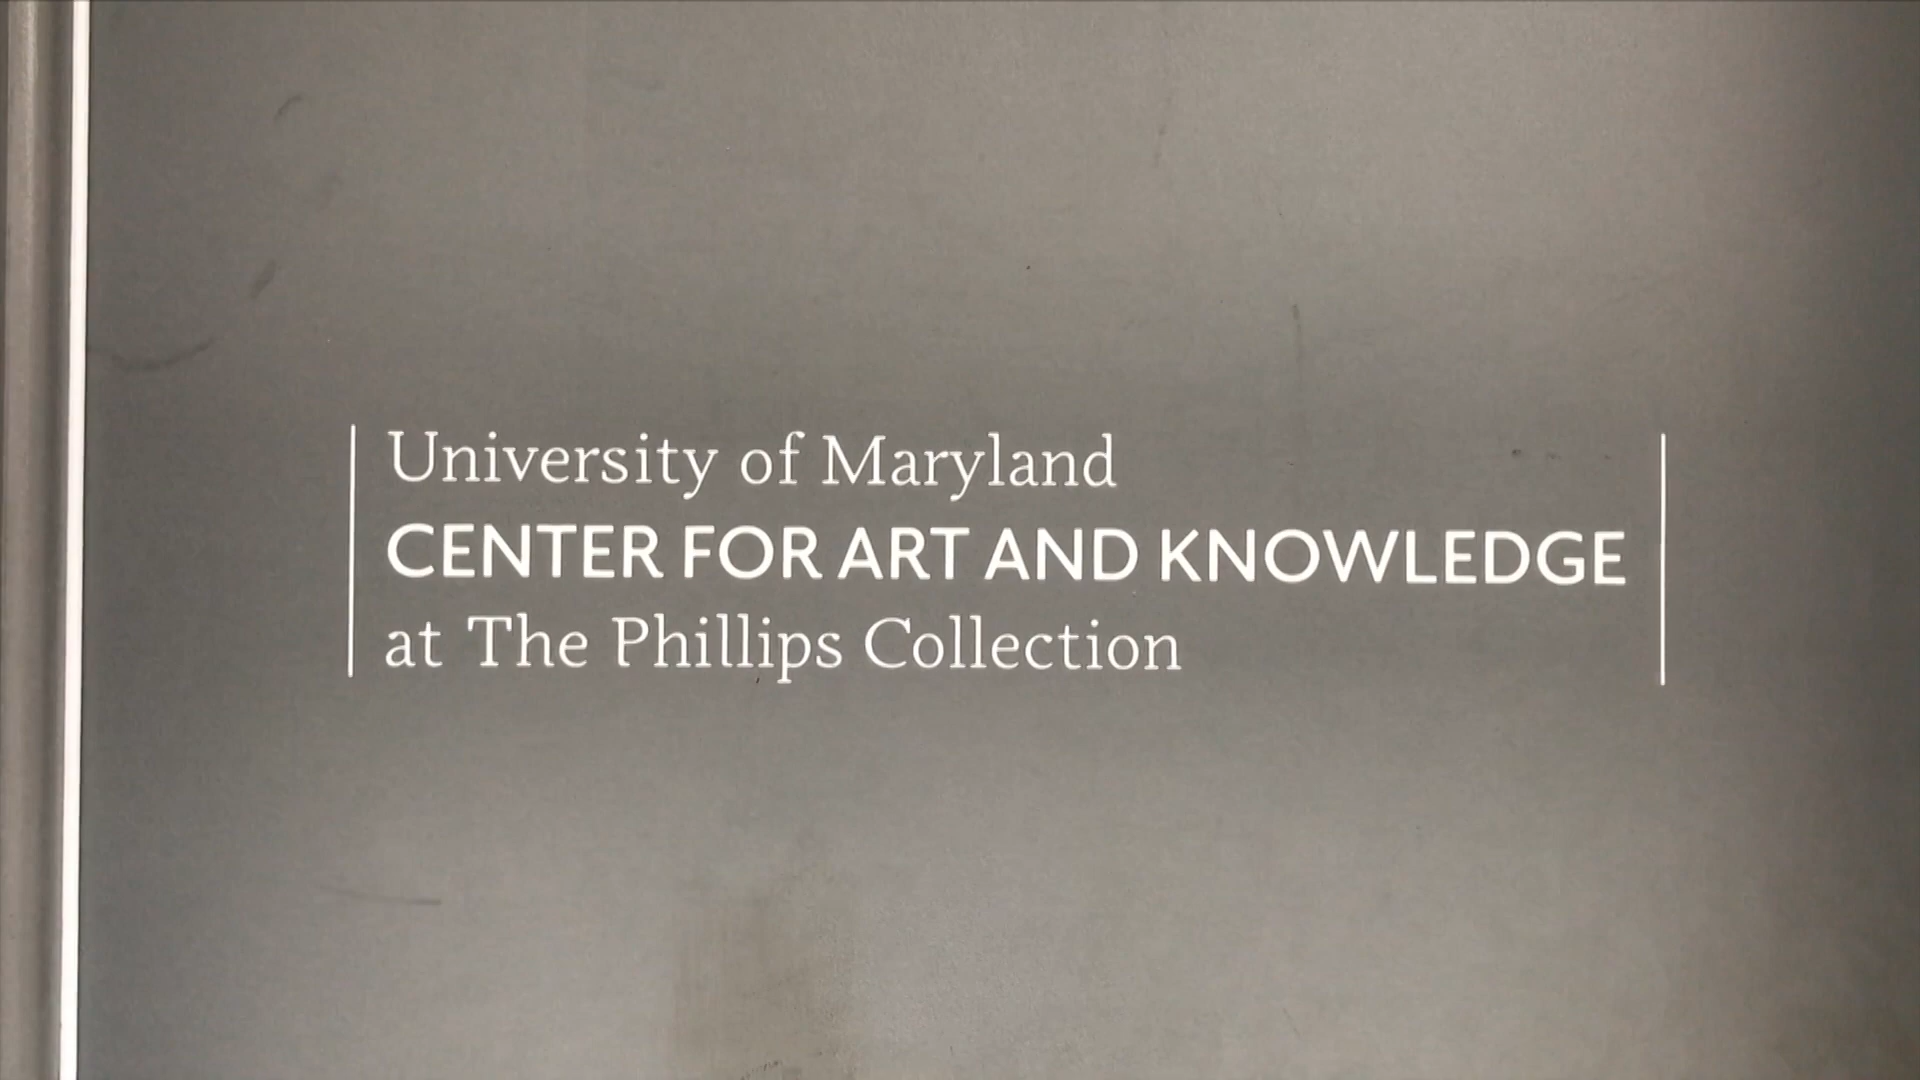 University of Maryland
CENTER FOR ART AND KNOWLEDGE
at The Phillips Collection